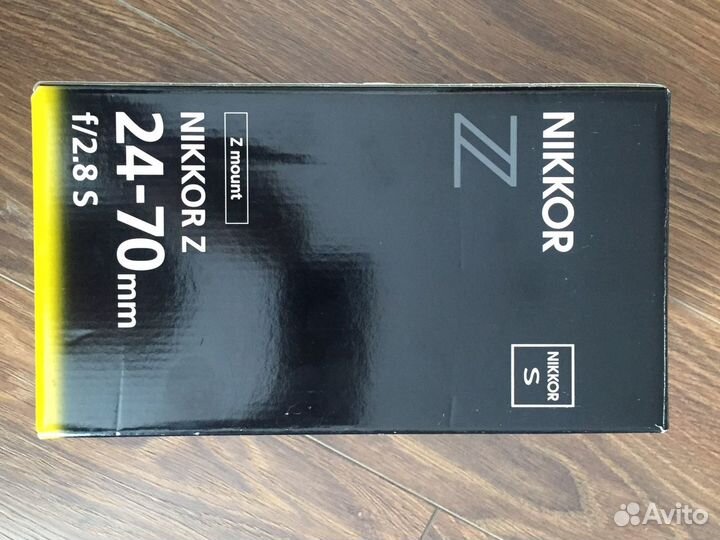 NIKKOR
Z
NIKKOR
S
Z mount
NIKKOR Z
24-70mm
f/2.8 S
Avito